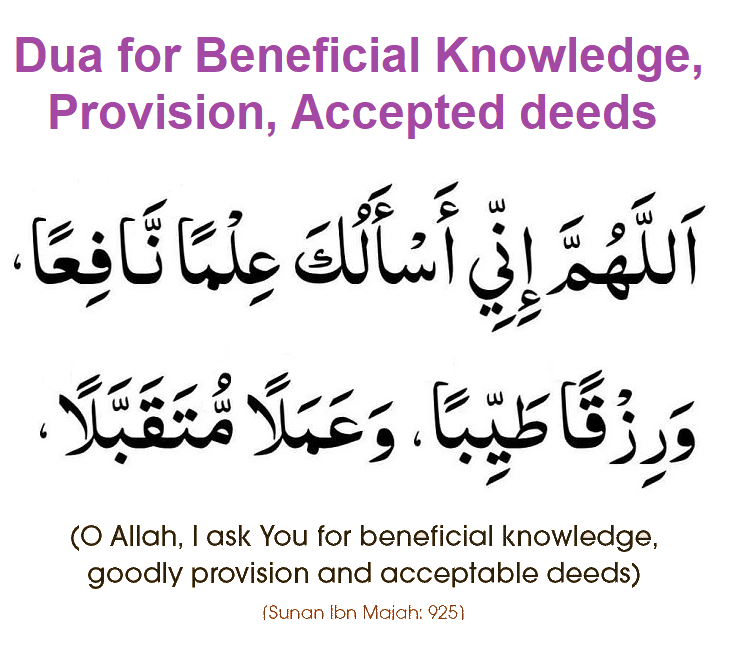 Dua for Beneficial Knowledge,
Provision, Accepted deeds
اَللَّهُمَّ إِنِّي أَسْأَلُكَ عِلْمًا نَّافِعًا،
وَرِزْقًا طَيِّبًا، وَعَمَلًا مُّتَقَبَّلًا،
(O Allah, I ask You for beneficial knowledge,
goodly provision and acceptable deeds)
(Sunan Ibn Majah: 925)